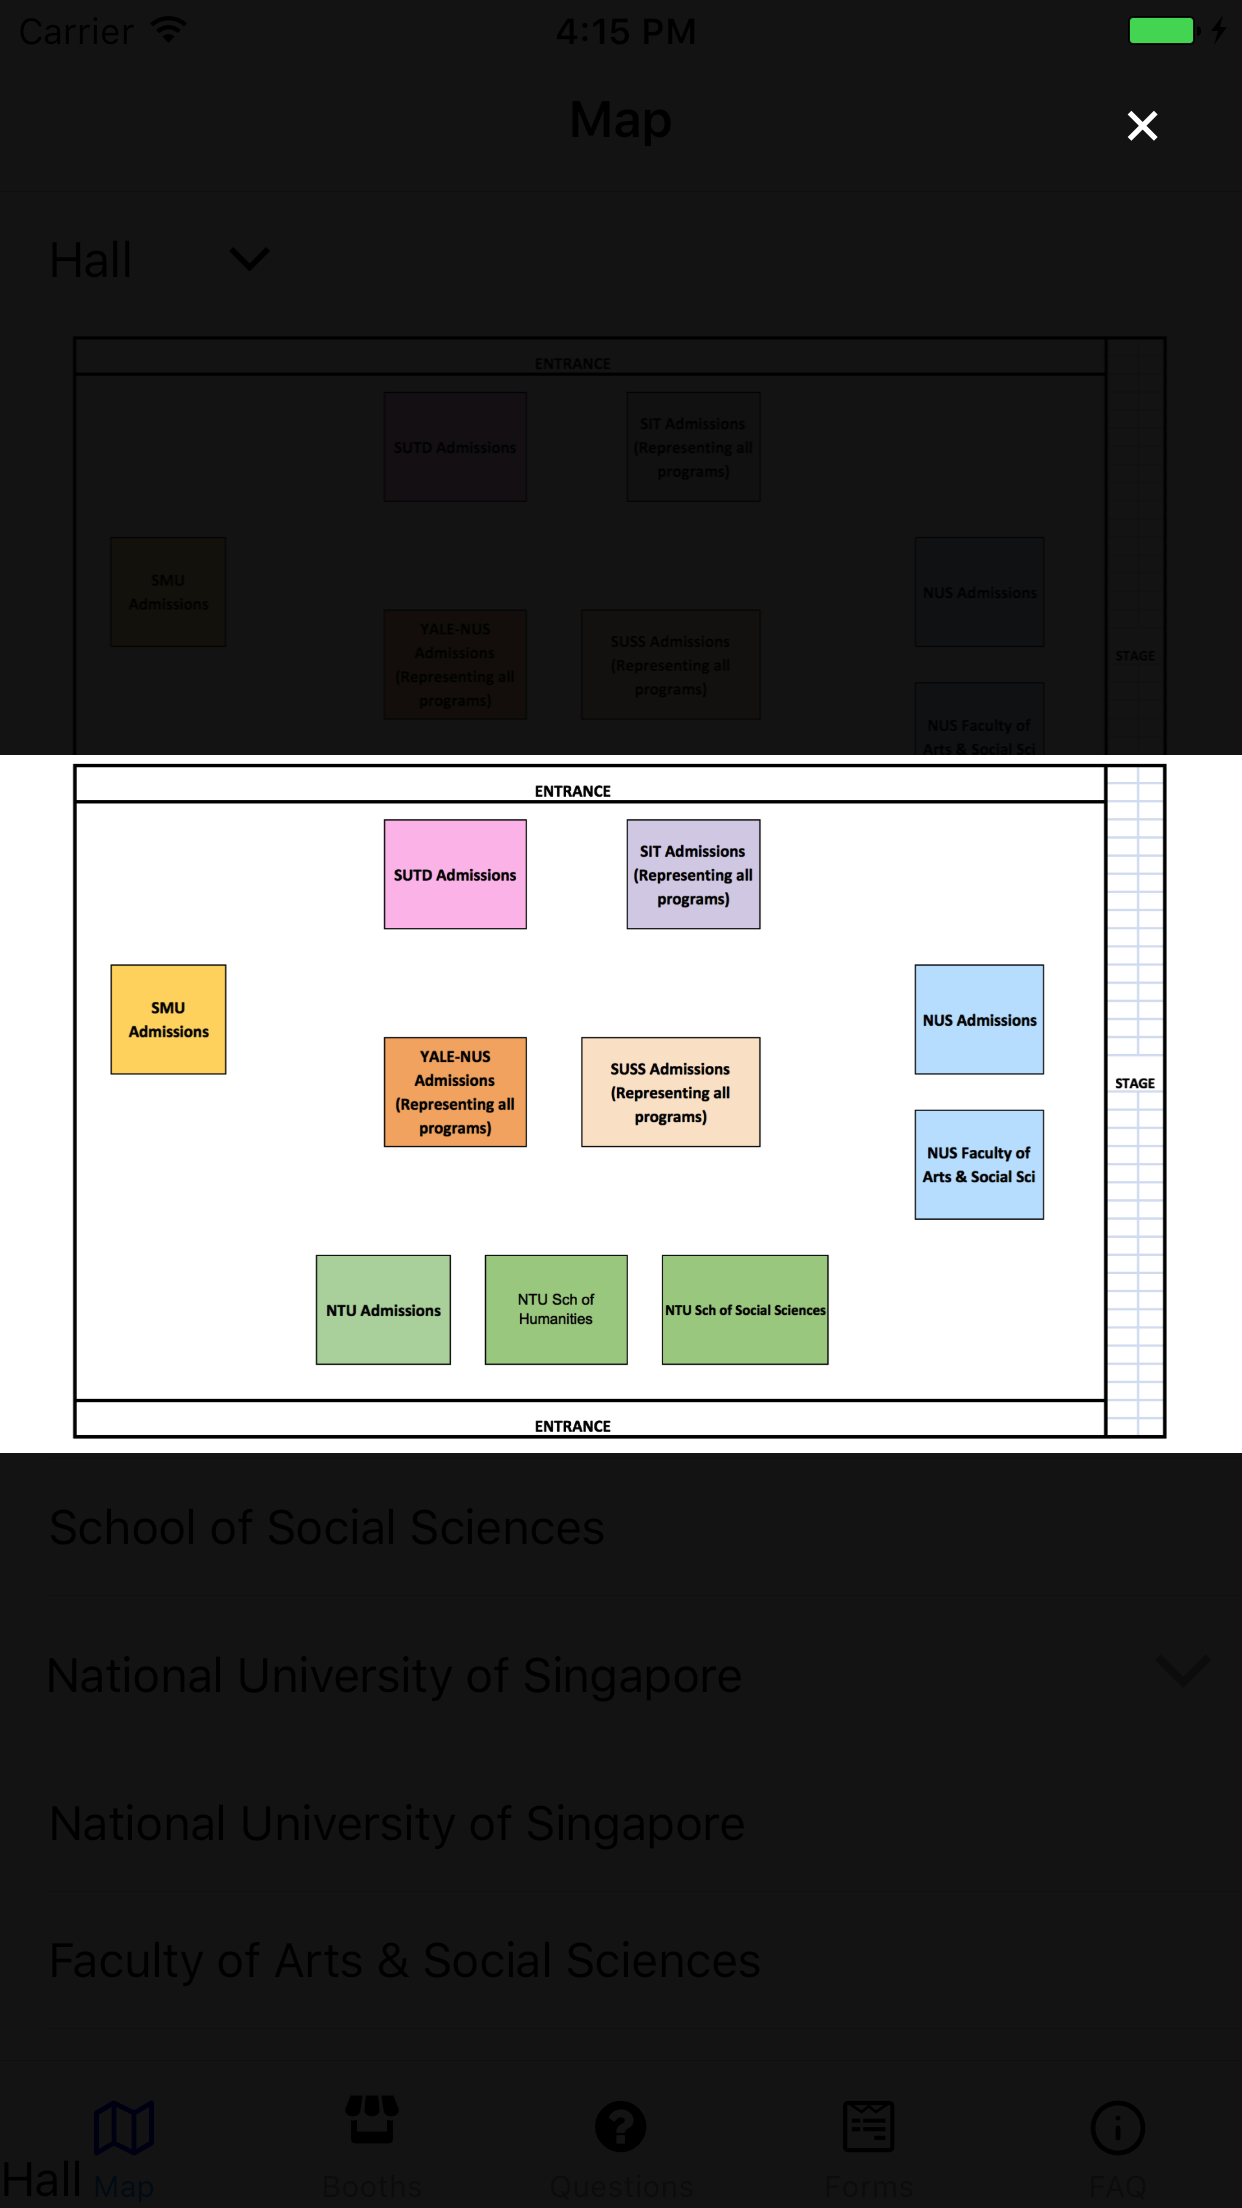 Carrier
4:15 PM
Map
Hall
ENTRANCE
SUTD Admissions
SIT Admissions
(Representing all
programs)
SMU
Admissions
NUS Admissions
YALE-NUS
Admissions
(Representing all
programs)
SUSS Admissions
(Representing all
programs)
STAGE
NUS Faculty of
Arts & Social Sci
ENTRANCE
SUTD Admissions
SIT Admissions
(Representing all
programs)
SMU
Admissions
NUS Admissions
YALE-NUS
Admissions
(Representing all
programs)
SUSS Admissions
(Representing all
programs)
STAGE
NUS Faculty of
Arts & Social Sci
NTU Admissions
NTU Sch of
Humanities
NTU Sch of Social Sciences
ENTRANCE
School of Social Sciences
National University of Singapore
National University of Singapore
Faculty of Arts & Social Sciences
Hall
Map
Booths
Questions
Forms
FAQ